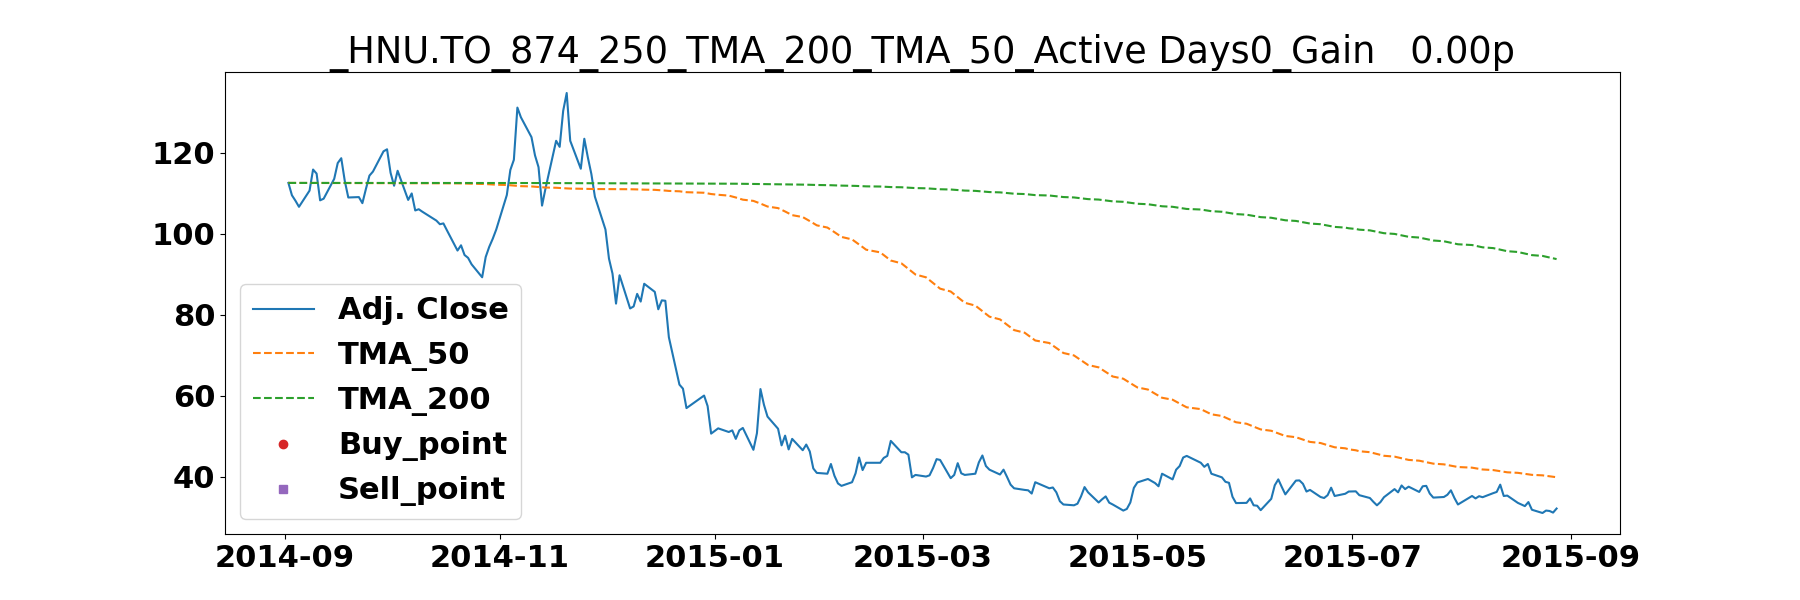 _HNU.TO_874_250_TMA_200_TMA_50_Active Days0_Gain   0.00p
120
100
80
60
40
Adj. Close
TMA_50
TMA_200
Buy_point
Sell_point
2014-09 2014-11 2015-01 2015-03 2015-05 2015-07 2015-09